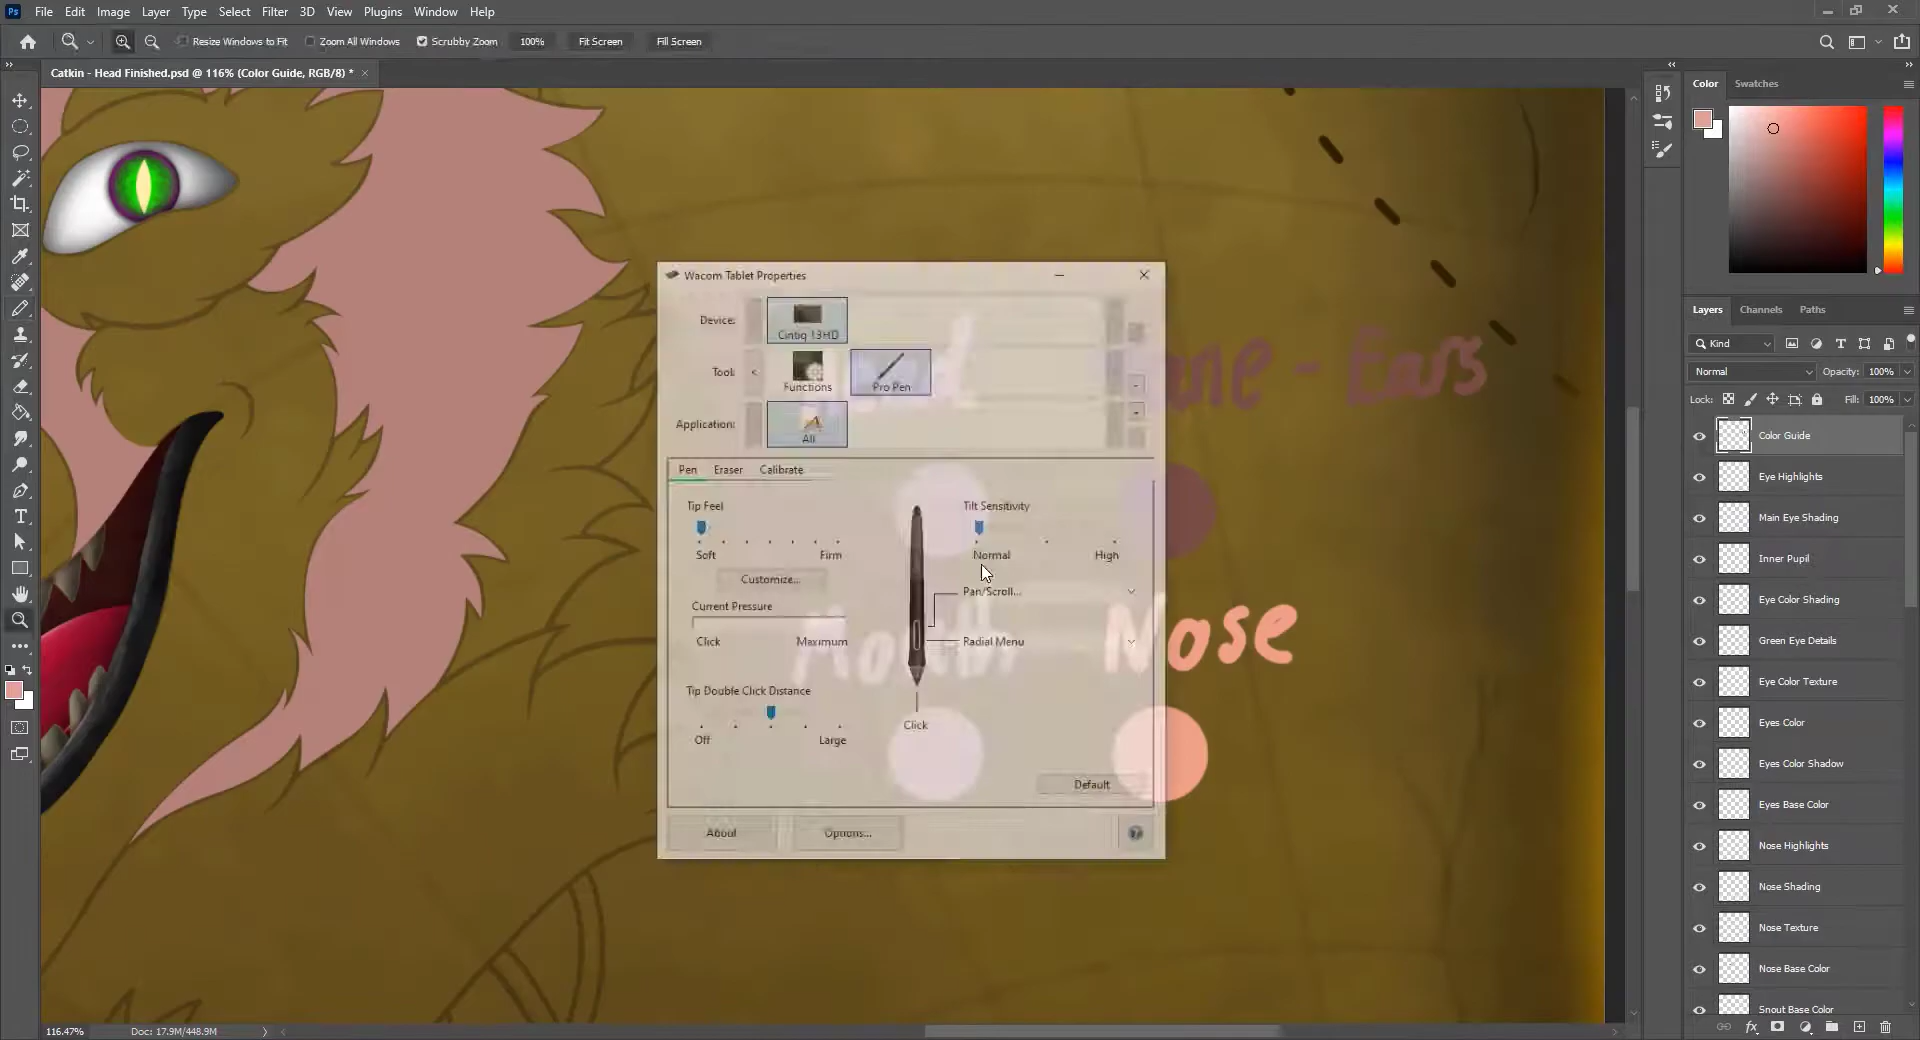 Ps File Edit Image Layer Type Select Filter 3D View Plugins Window Help
Resize Windows to Fit Zoom All Windows Scrubby Zoom 100% Fit Screen Fill Screen
Catkin - Head Finished.psd @ 116% (Color Guide, RGB/8) *
Color Swatches
Wacom Tablet Properties
Device:
Cintiq 13HD
Tool:
Functions
Pro Pen
Application:
All
Pen Eraser Calibrate
Tip Feel
Soft Firm
Customize...
Current Pressure
Click Maximum
Tip Double Click Distance
Off Large
Tilt Sensitivity
Normal High
Pan/Scroll...
Radial Menu
Click
Default
About Options...
- Ears
Mouth Nose
Layers Channels Paths
Kind
Normal Opacity: 100%
Lock: Fill: 100%
Color Guide
Eye Highlights
Main Eye Shading
Inner Pupil
Eye Color Shading
Green Eye Details
Eye Color Texture
Eyes Color
Eyes Color Shadow
Eyes Base Color
Nose Highlights
Nose Shading
Nose Texture
Nose Base Color
Snout Base Color
116.47% Doc: 17.9M/448.9M